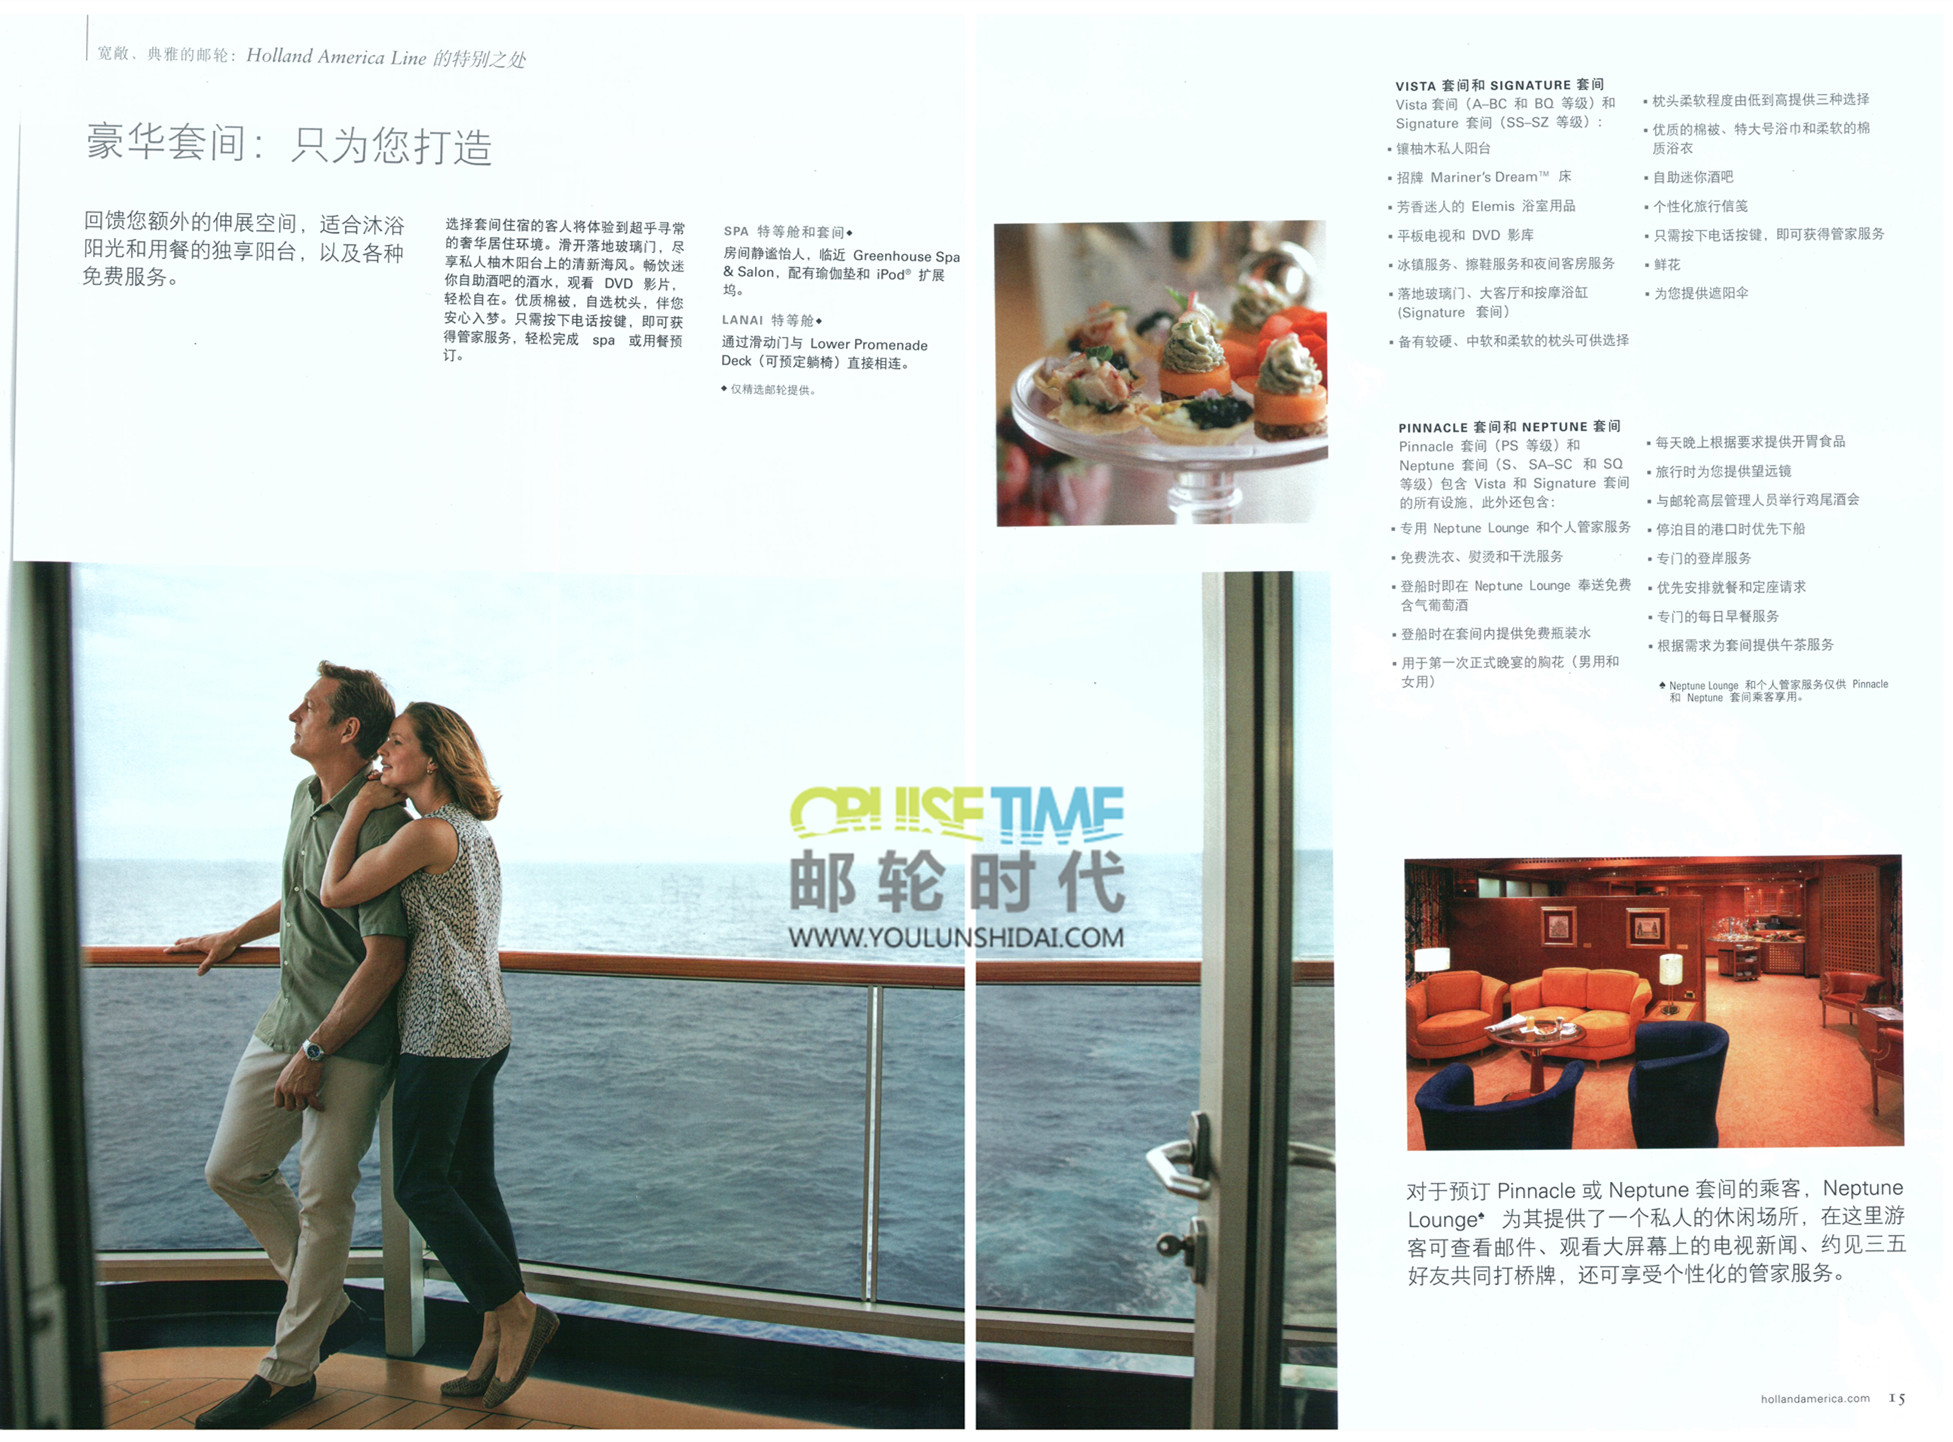 宽敞、典雅的邮轮：Holland America Line 的特别之处
豪华套间：只为您打造
回馈您额外的伸展空间，适合沐浴
阳光和用餐的独享阳台，以及各种
免费服务。
选择套间住宿的客人将体验到超乎寻常
的奢华居住环境。滑开落地玻璃门，尽
享私人柚木阳台上的清新海风。畅饮迷
你自助酒吧的酒水，观看 DVD 影片，
轻松自在。优质棉被，自选枕头，伴您
安心入梦。只需按下电话按键，即可获
得管家服务，轻松完成 spa 或用餐预
订。
SPA 特等舱和套间◆
房间静谧怡人，临近 Greenhouse Spa
& Salon，配有瑜伽垫和 iPod® 扩展
坞。
LANAI 特等舱◆
通过滑动门与 Lower Promenade
Deck（可预定躺椅）直接相连。
◆ 仅精选邮轮提供。
VISTA 套间和 SIGNATURE 套间
Vista 套间（A–BC 和 BQ 等级）和
Signature 套间（SS–SZ 等级）：
▪ 镶柚木私人阳台
▪ 招牌 Mariner's Dream™ 床
▪ 芳香迷人的 Elemis 浴室用品
▪ 平板电视和 DVD 影库
▪ 冰镇服务、擦鞋服务和夜间客房服务
▪ 落地玻璃门、大客厅和按摩浴缸
(Signature 套间）
▪ 备有较硬、中软和柔软的枕头可供选择
▪ 枕头柔软程度由低到高提供三种选择
▪ 优质的棉被、特大号浴巾和柔软的棉
质浴衣
▪ 自助迷你酒吧
▪ 个性化旅行信笺
▪ 只需按下电话按键，即可获得管家服务
▪ 鲜花
▪ 为您提供遮阳伞
PINNACLE 套间和 NEPTUNE 套间
Pinnacle 套间（PS 等级）和
Neptune 套间（S、SA–SC 和 SQ
等级）包含 Vista 和 Signature 套间
的所有设施，此外还包含：
▪ 专用 Neptune Lounge 和个人管家服务
▪ 免费洗衣、熨烫和干洗服务
▪ 登船时即在 Neptune Lounge 奉送免费
含气葡萄酒
▪ 登船时在套间内提供免费瓶装水
▪ 用于第一次正式晚宴的胸花（男用和
女用）
▪ 每天晚上根据要求提供开胃食品
▪ 旅行时为您提供望远镜
▪ 与邮轮高层管理人员举行鸡尾酒会
▪ 停泊目的港口时优先下船
▪ 专门的登岸服务
▪ 优先安排就餐和定座请求
▪ 专门的每日早餐服务
▪ 根据需求为套间提供午茶服务
♠ Neptune Lounge 和个人管家服务仅供 Pinnacle
和 Neptune 套间乘客享用。
CRUISE TIME
邮轮时代
WWW.YOULUNSHIDAI.COM
对于预订 Pinnacle 或 Neptune 套间的乘客，Neptune
Lounge♠ 为其提供了一个私人的休闲场所，在这里游
客可查看邮件、观看大屏幕上的电视新闻、约见三五
好友共同打桥牌，还可享受个性化的管家服务。
hollandamerica.com 15